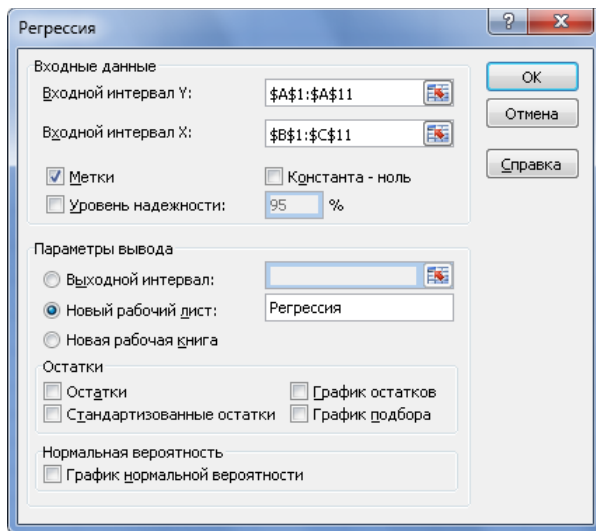 Регрессия
Входные данные
Входной интервал Y: $A$1:$A$11
Входной интервал X: $B$1:$C$11
Метки Константа - ноль
Уровень надежности: 95 %
OK
Отмена
Справка
Параметры вывода
Выходной интервал:
Новый рабочий лист: Регрессия
Новая рабочая книга
Остатки
Остатки График остатков
Стандартизованные остатки График подбора
Нормальная вероятность
График нормальной вероятности